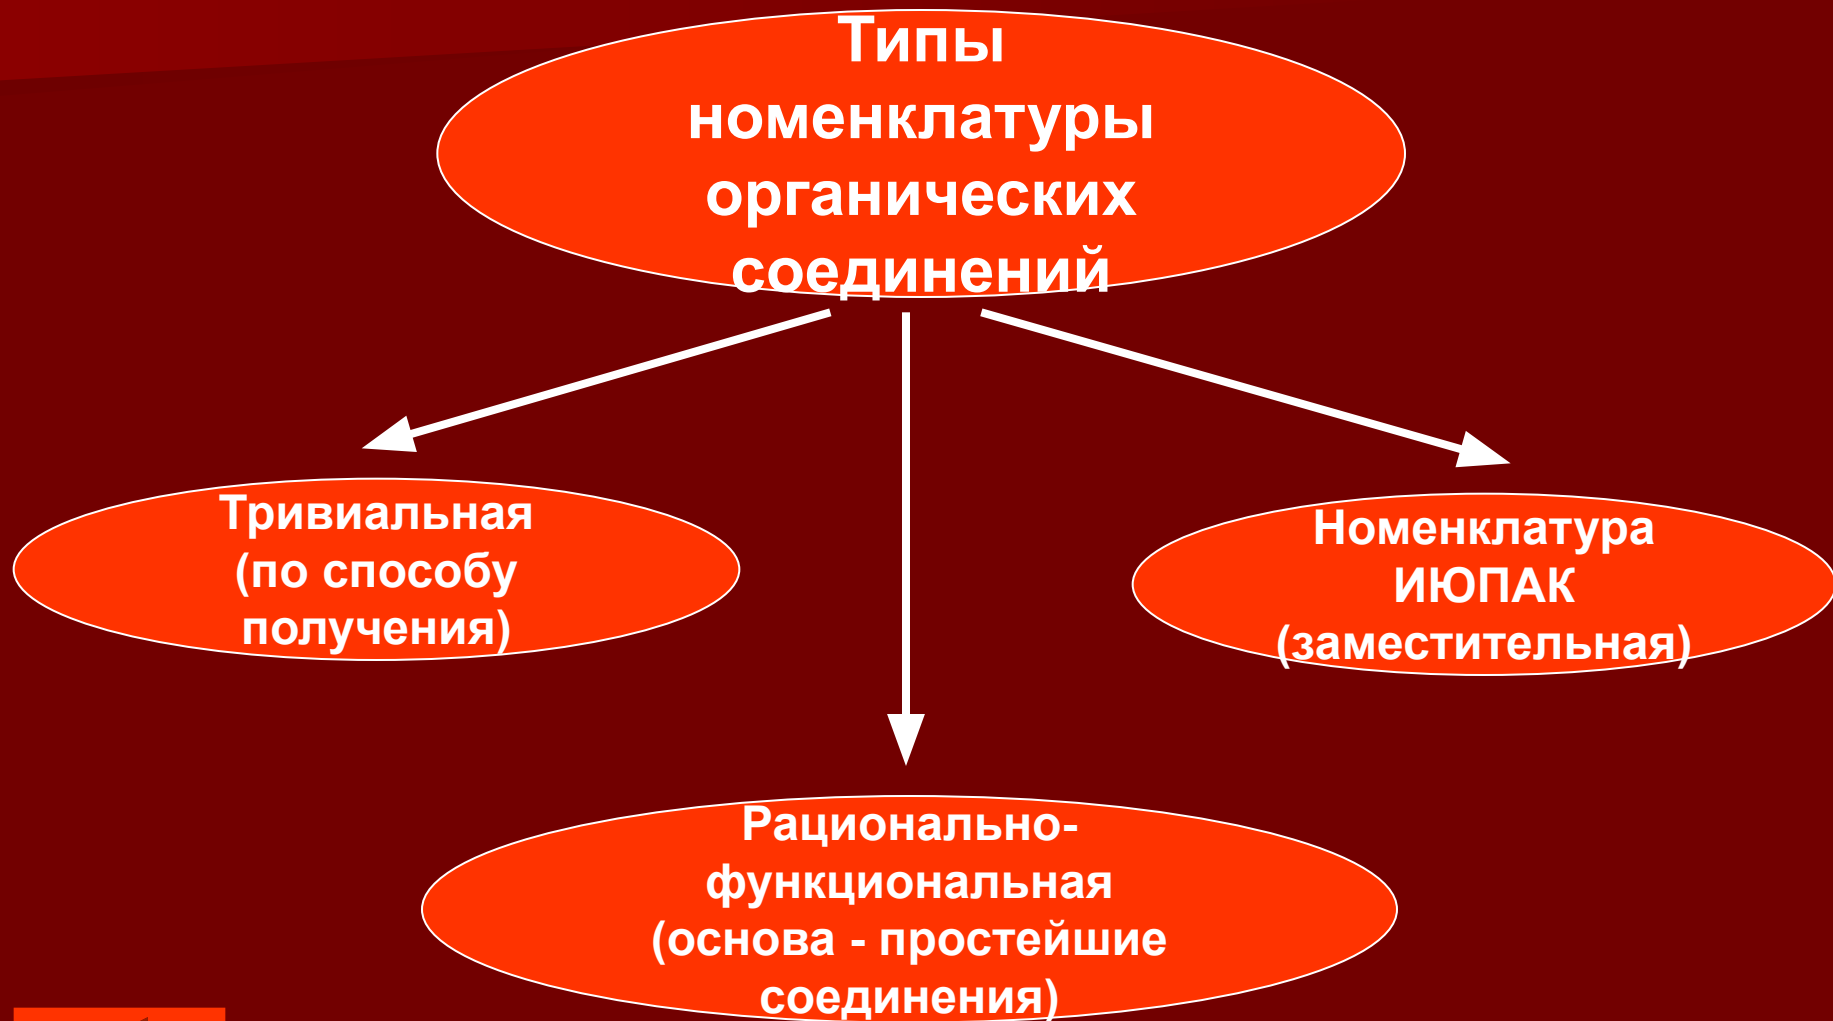 Типы
номенклатуры
органических
соединений
Тривиальная
(по способу
получения)
Номенклатура
ИЮПАК
(заместительная)
Рационально-
функциональная
(основа - простейшие
соединения)